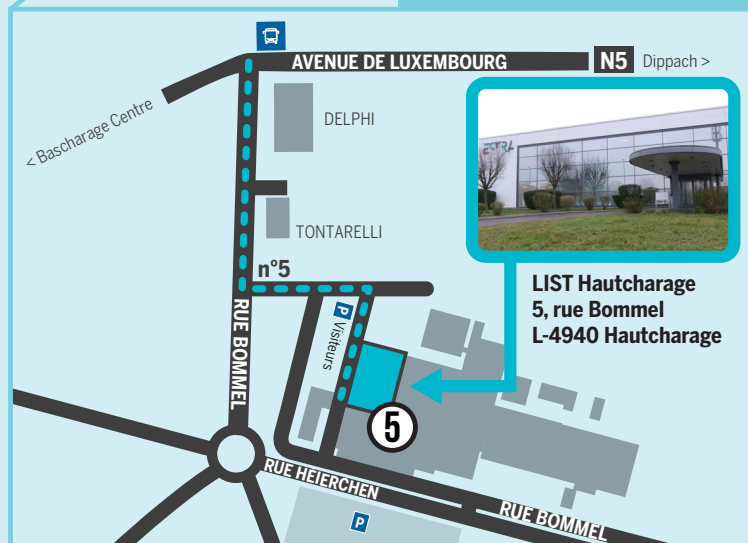 AVENUE DE LUXEMBOURG
N5
Dippach >
< Bascharage Centre
DELPHI
TONTARELLI
n°5
RUE BOMMEL
P Visiteurs
LIST Hautcharage
5, rue Bommel
L-4940 Hautcharage
5
RUE HEIERCHEN
RUE BOMMEL
P